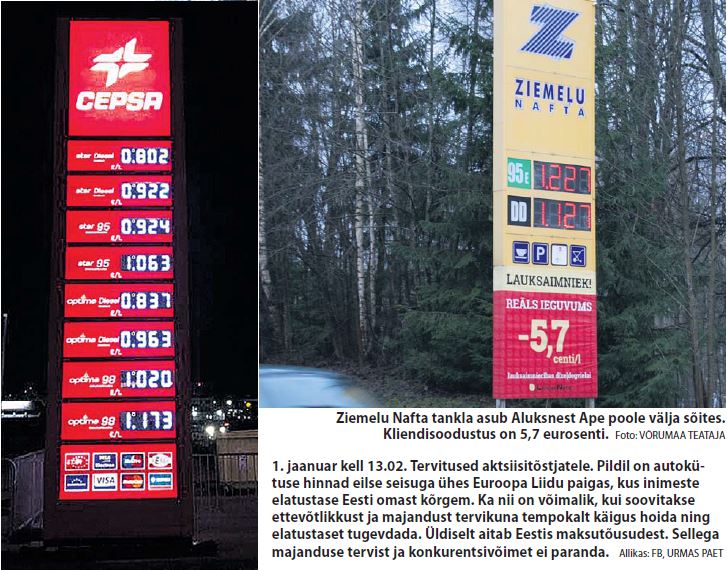 CEPSA
star Diesel 0.802
€/L
star Diesel 0.922
€/L
star 95 0.924
€/L
star 95 1.063
€/L
optima Diesel 0.837
€/L
optima Diesel 0.963
€/L
optima 98 1.020
€/L
optima 98 1.173
€/L
VISA
ZIEMEĻU
NAFTA
95E 1.227
DD 1.127
P
LAUKSAIMNIEK!
REĀLS IEGUVUMS
-5,7
centi/l
lauksaimniecības dīzeļdegvielai
Ziemelu Nafta tankla asub Aluksnest Ape poole välja sõites.
Kliendisoodustus on 5,7 eurosenti. Foto: VÕRUMAA TEATAJA
1. jaanuar kell 13.02. Tervitused aktsiisitõstjatele. Pildil on autokü-
tuse hinnad eilse seisuga ühes Euroopa Liidu paigas, kus inimeste
elatustase Eesti omast kõrgem. Ka nii on võimalik, kui soovitakse
ettevõtlikkust ja majandust tervikuna tempokalt käigus hoida ning
elatustaset tugevdada. Üldiselt aitab Eestis maksutõusudest. Sellega
majanduse tervist ja konkurentsivõimet ei paranda. Allikas: FB, URMAS PAET